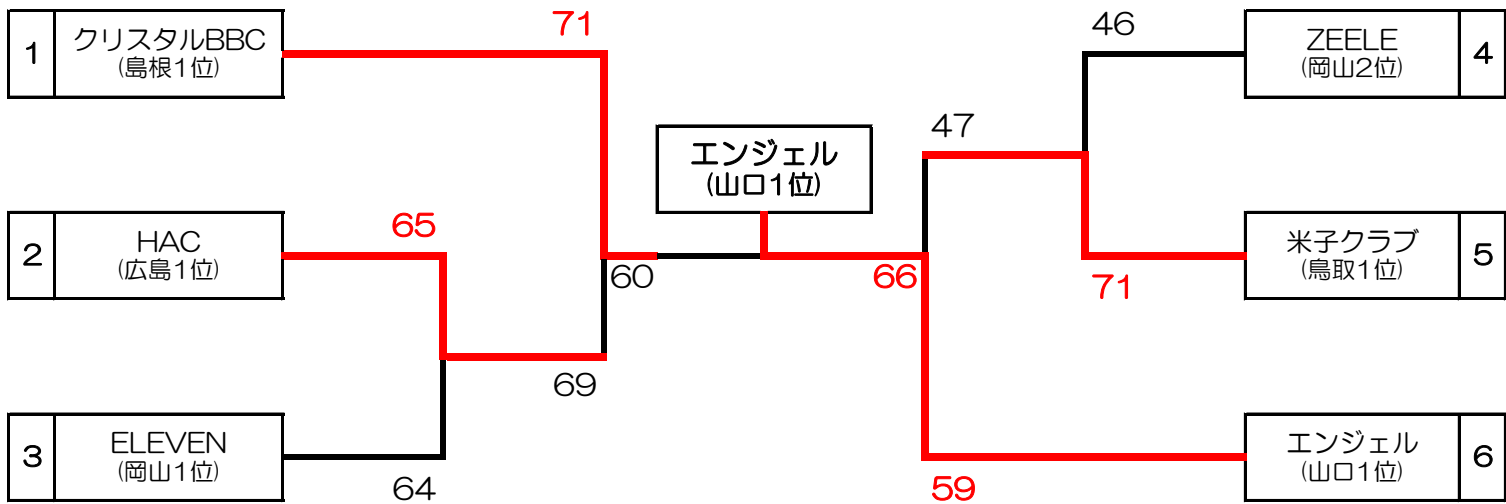 1
クリスタルBBC
(島根1位)
71
46
ZEELE
(岡山2位)
4
エンジェル
(山口1位)
47
2
HAC
(広島1位)
65
60
66
71
米子クラブ
(鳥取1位)
5
69
3
ELEVEN
(岡山1位)
64
59
エンジェル
(山口1位)
6